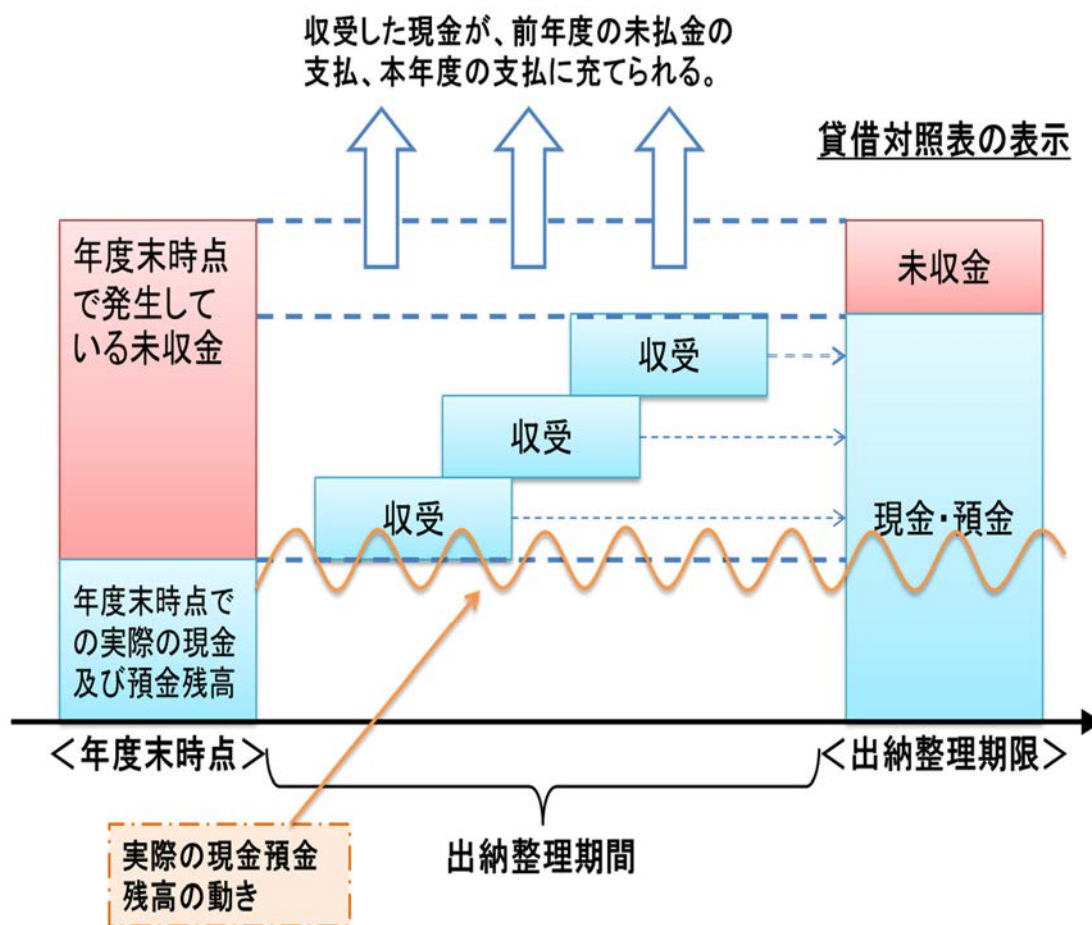 収受した現金が、前年度の未払金の
支払、本年度の支払に充てられる。
貸借対照表の表示
年度末時点
で発生して
いる未収金
未収金
収受
収受
収受
現金・預金
年度末時点で
の実際の現金
及び預金残高
＜年度末時点＞
＜出納整理期限＞
実際の現金預金
残高の動き
出納整理期間